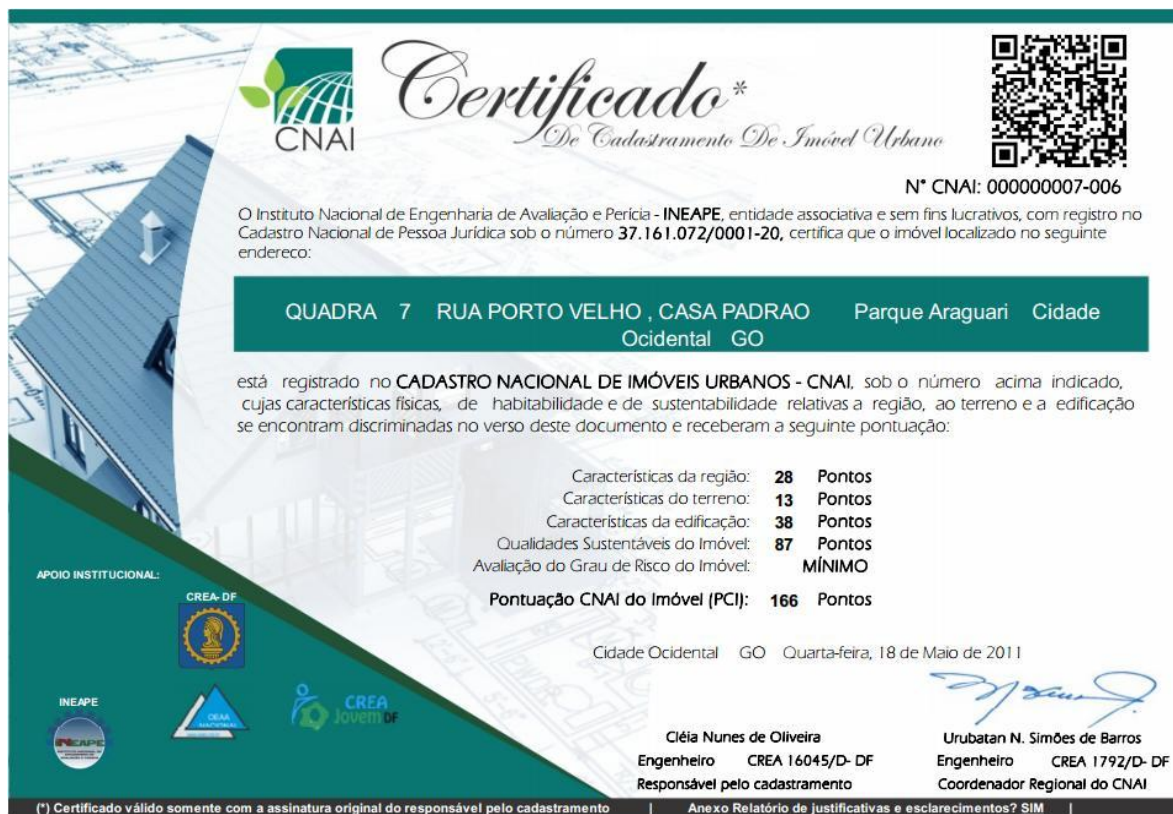 CNAI
Certificado*
De Cadastramento De Imóvel Urbano
N° CNAI: 000000007-006
O Instituto Nacional de Engenharia de Avaliação e Perícia - INEAPE, entidade associativa e sem fins lucrativos, com registro no
Cadastro Nacional de Pessoa Jurídica sob o número 37.161.072/0001-20, certifica que o imóvel localizado no seguinte
endereco:
QUADRA 7 RUA PORTO VELHO , CASA PADRAO Parque Araguari Cidade
Ocidental GO
está registrado no CADASTRO NACIONAL DE IMÓVEIS URBANOS - CNAI, sob o número acima indicado,
cujas características físicas, de habitabilidade e de sustentabilidade relativas a região, ao terreno e a edificação
se encontram discriminadas no verso deste documento e receberam a seguinte pontuação:
Características da região: 28 Pontos
Características do terreno: 13 Pontos
Características da edificação: 38 Pontos
Qualidades Sustentáveis do Imóvel: 87 Pontos
Avaliação do Grau de Risco do Imóvel: MÍNIMO
Pontuação CNAI do Imóvel (PCI): 166 Pontos
Cidade Ocidental GO Quarta-feira, 18 de Maio de 2011
APOIO INSTITUCIONAL:
CREA- DF
INEAPE
INEAPE
OEAA
NACIONAL
CREA
Jovem DF
Cléia Nunes de Oliveira
Engenheiro CREA 16045/D- DF
Responsável pelo cadastramento
Urubatan N. Simões de Barros
Engenheiro CREA 1792/D- DF
Coordenador Regional do CNAI
(*) Certificado válido somente com a assinatura original do responsável pelo cadastramento | Anexo Relatório de justificativas e esclarecimentos? SIM |